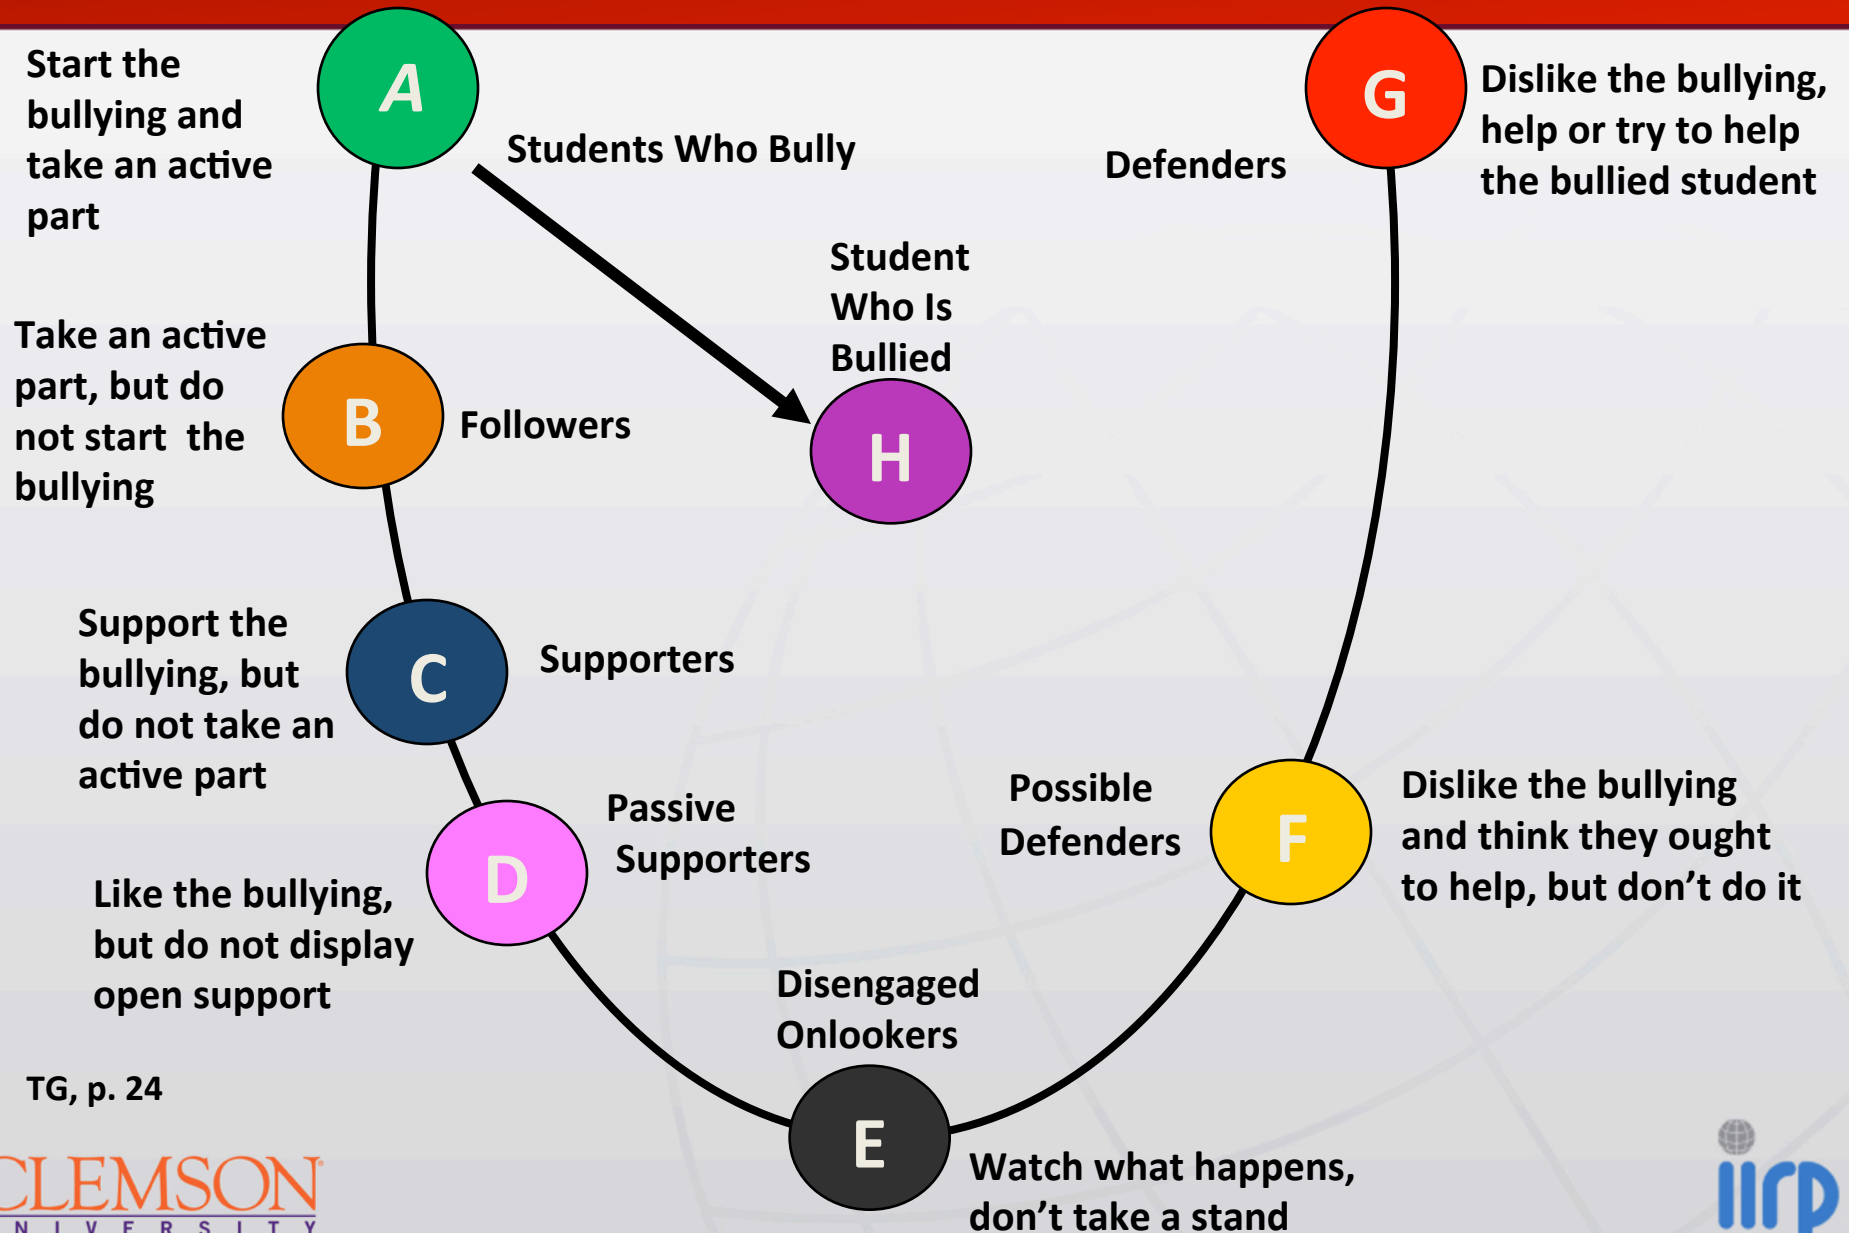 Start the
bullying and
take an active
part
A
Students Who Bully
Defenders
G
Dislike the bullying,
help or try to help
the bullied student
Student
Who Is
Bullied
H
Take an active
part, but do
not start the
bullying
B
Followers
Support the
bullying, but
do not take an
active part
C
Supporters
Like the bullying,
but do not display
open support
D
Passive
Supporters
Disengaged
Onlookers
E
Watch what happens,
don’t take a stand
Possible
Defenders
F
Dislike the bullying
and think they ought
to help, but don’t do it
TG, p. 24
CLEMSON
UNIVERSITY
iirp